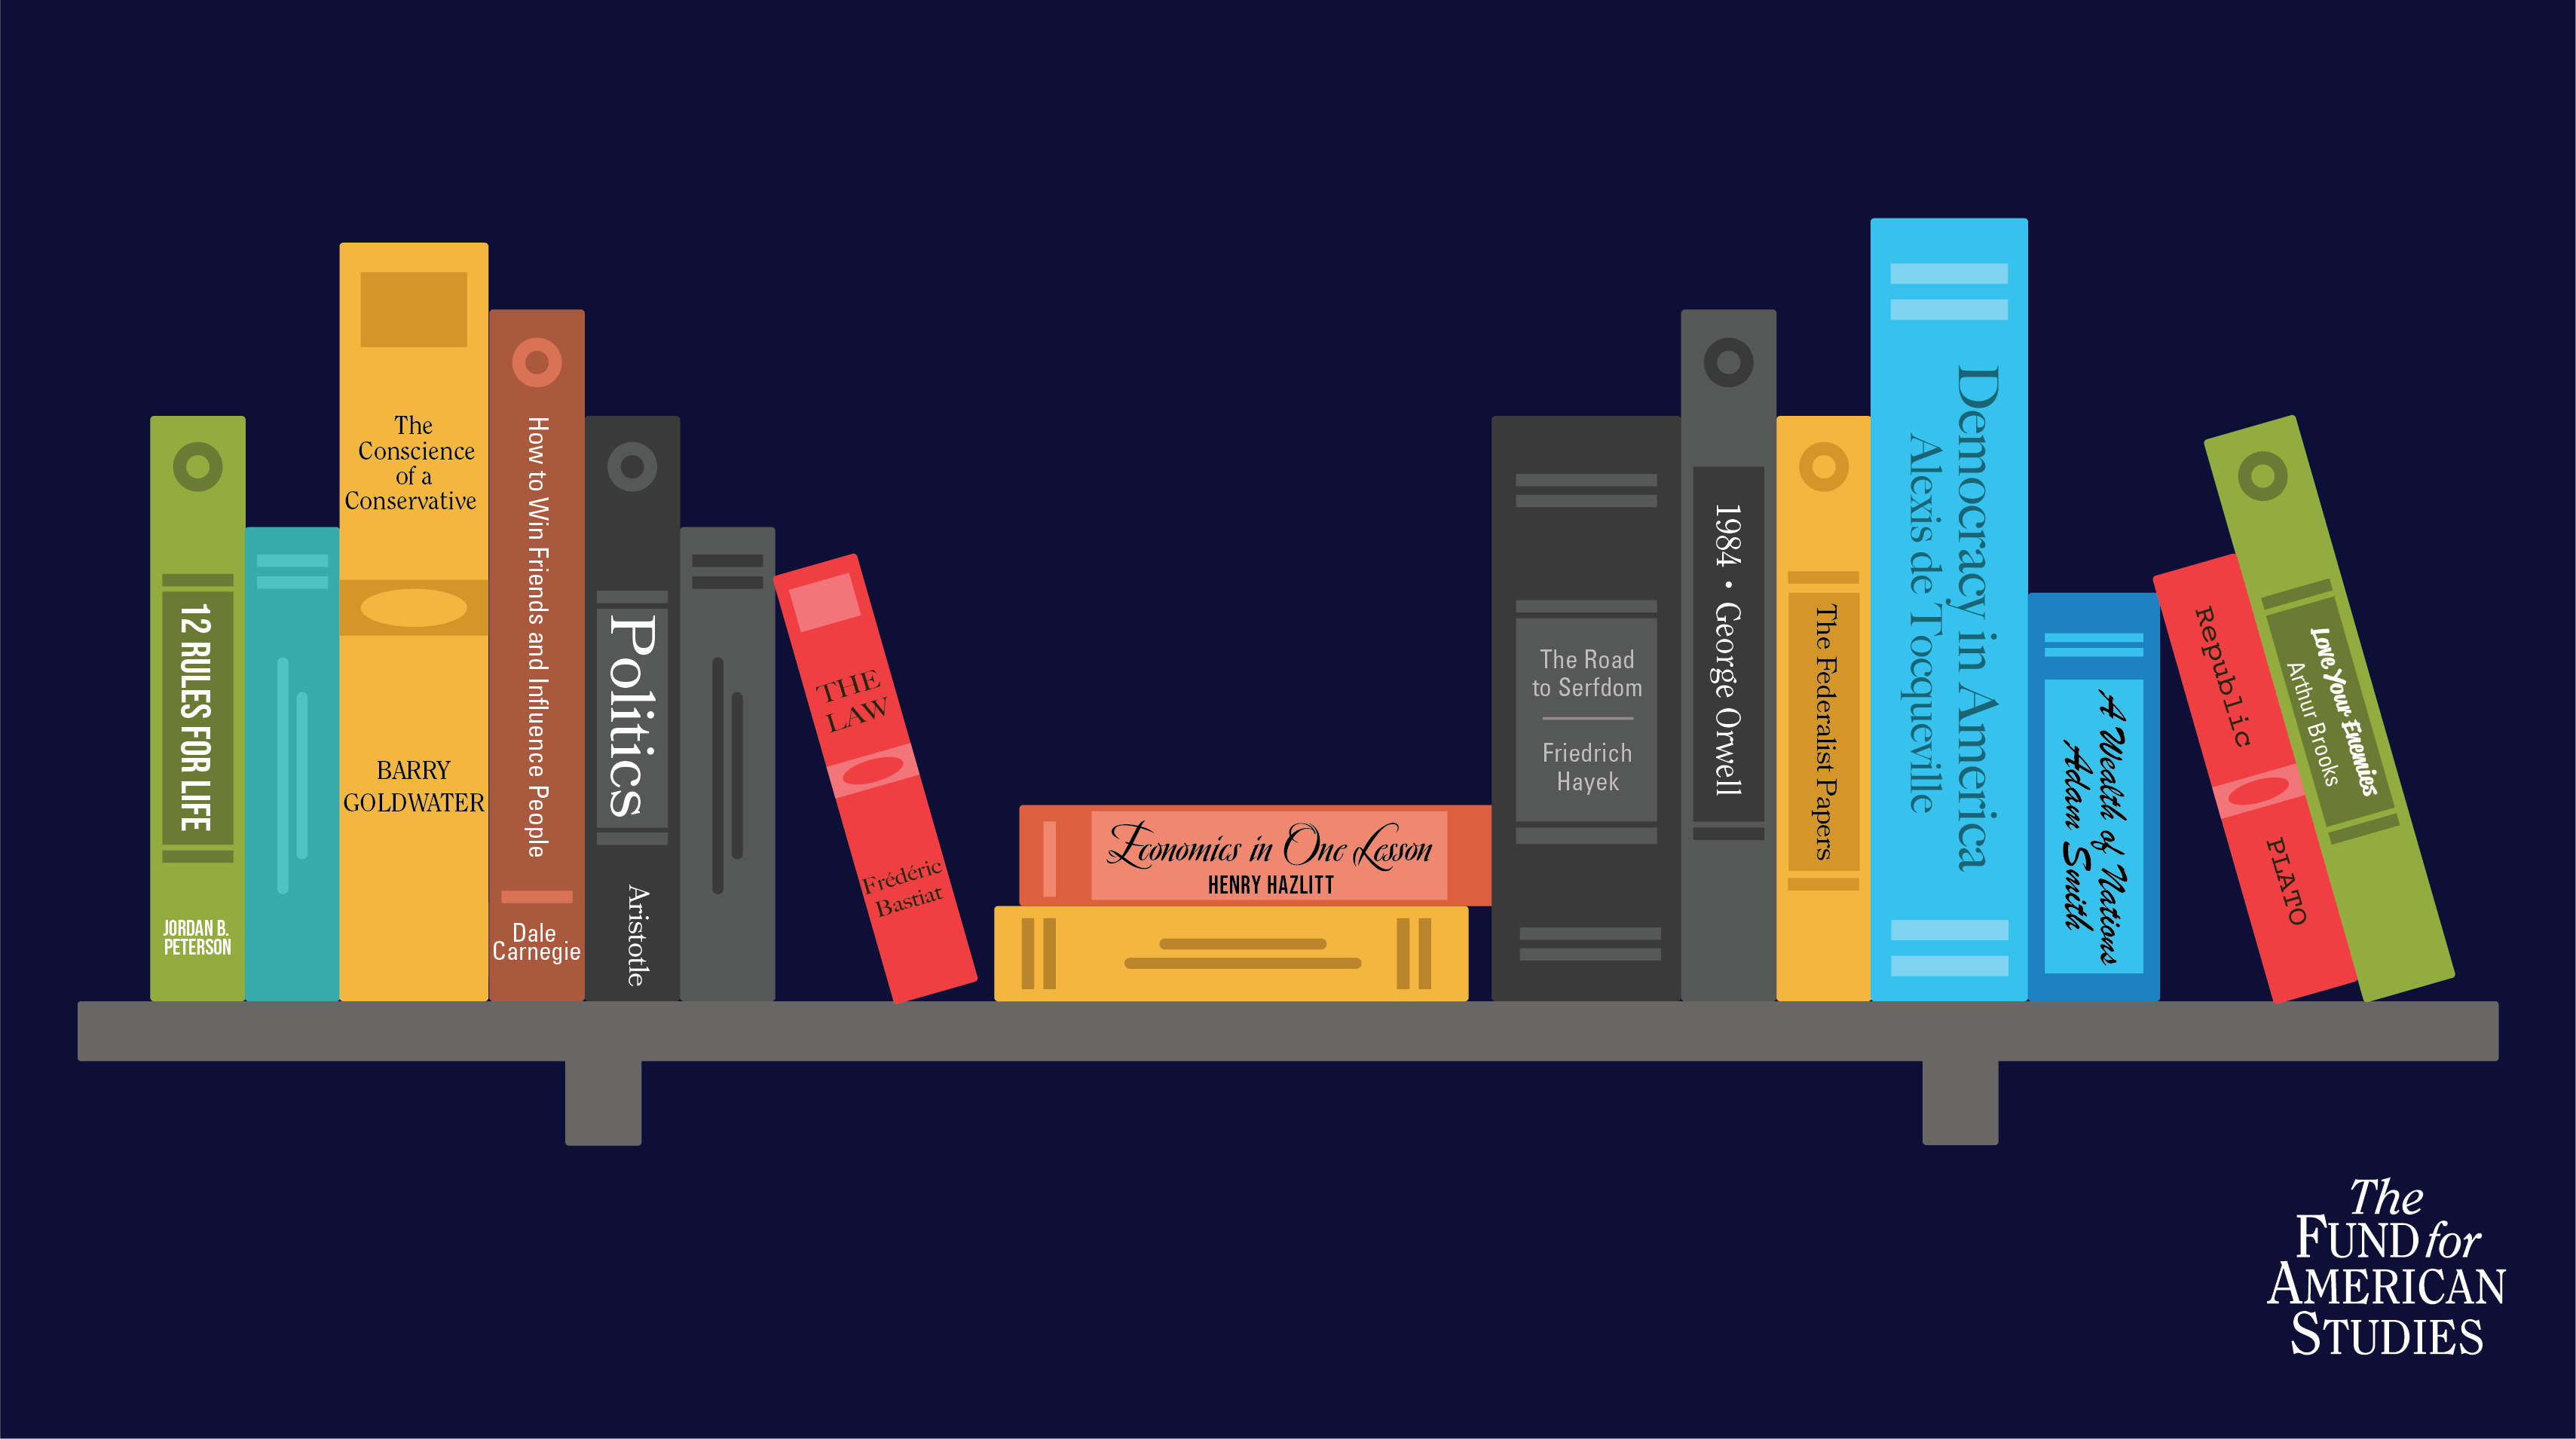 12 RULES FOR LIFE
JORDAN B.
PETERSON
The
Conscience
of a
Conservative
BARRY
GOLDWATER
How to Win Friends and Influence People
Dale
Carnegie
Politics
Aristotle
THE
LAW
Frédéric
Bastiat
Economics in One Lesson
HENRY HAZLITT
The Road
to Serfdom
Friedrich
Hayek
1984 • George Orwell
The Federalist Papers
Democracy in America
Alexis de Tocqueville
A Wealth of Nations
Adam Smith
Republic
PLATO
Love Your Enemies
Arthur Brooks
The
FUND for
AMERICAN
STUDIES